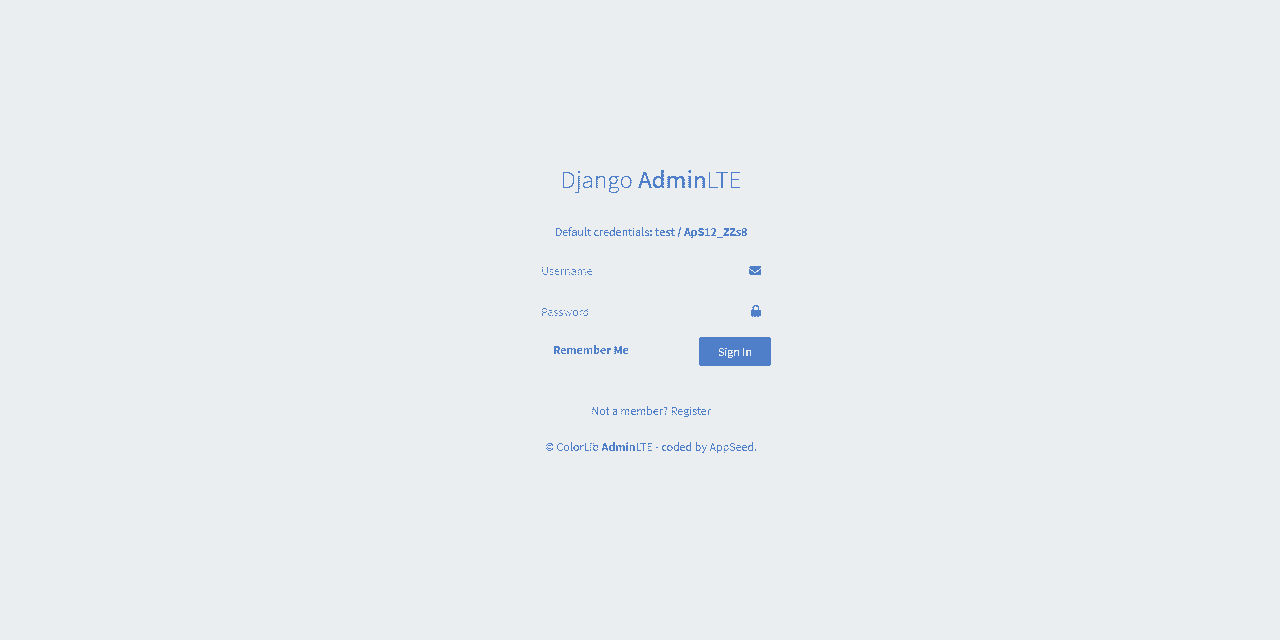 Django AdminLTE
Default credentials: test / ApS12_ZZs8
Username
Password
Remember Me
Sign In
Not a member? Register
© ColorLib AdminLTE - coded by AppSeed.